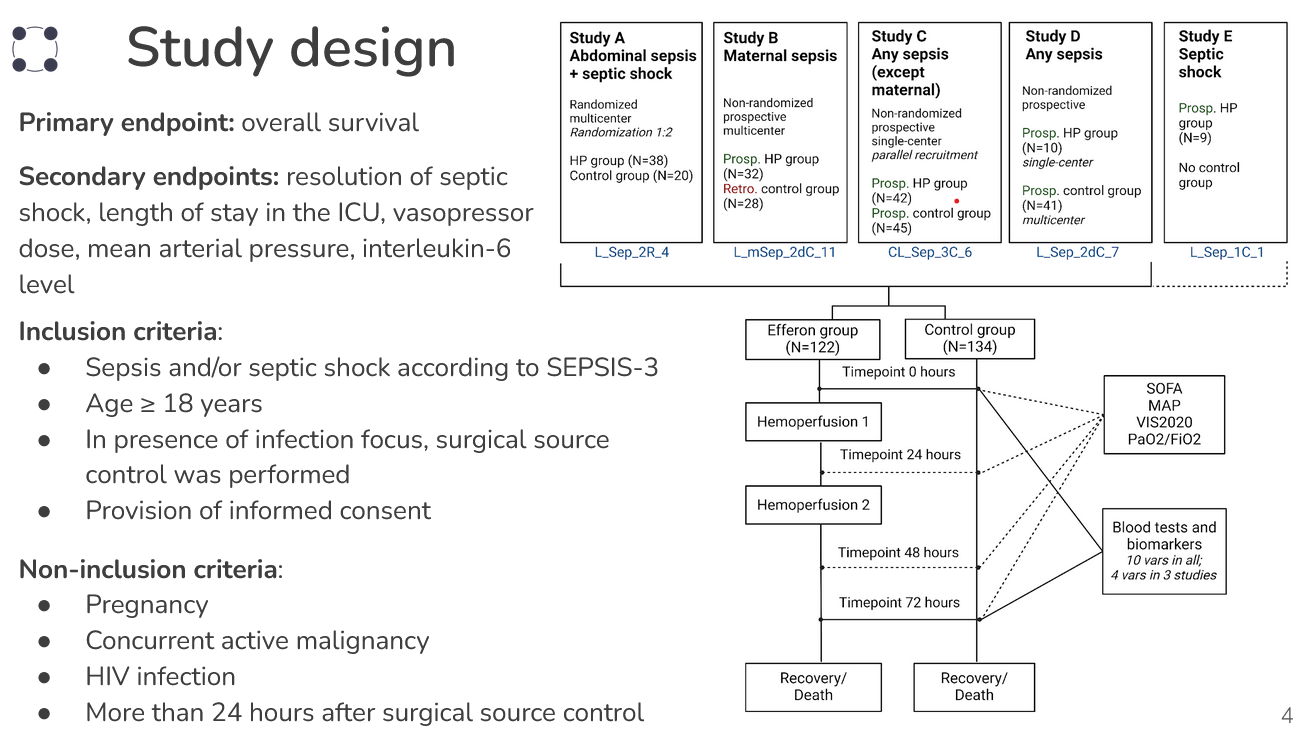 Study design
Primary endpoint: overall survival
Secondary endpoints: resolution of septic
shock, length of stay in the ICU, vasopressor
dose, mean arterial pressure, interleukin-6
level
Inclusion criteria:
● Sepsis and/or septic shock according to SEPSIS-3
● Age ≥ 18 years
● In presence of infection focus, surgical source
control was performed
● Provision of informed consent
Non-inclusion criteria:
● Pregnancy
● Concurrent active malignancy
● HIV infection
● More than 24 hours after surgical source control
Study A
Abdominal sepsis
+ septic shock
Randomized
multicenter
Randomization 1:2
HP group (N=38)
Control group (N=20)
L_Sep_2R_4
Study B
Maternal sepsis
Non-randomized
prospective
multicenter
Prosp. HP group
(N=32)
Retro. control group
(N=28)
L_mSep_2dC_11
Study C
Any sepsis
(except
maternal)
Non-randomized
prospective
single-center
parallel recruitment
Prosp. HP group
(N=42)
Prosp. control group
(N=45)
CL_Sep_3C_6
Study D
Any sepsis
Non-randomized
prospective
Prosp. HP group
(N=10)
single-center
Prosp. control group
(N=41)
multicenter
L_Sep_2dC_7
Study E
Septic
shock
Prosp. HP
group
(N=9)
No control
group
L_Sep_1C_1
Efferon group
(N=122)
Control group
(N=134)
Timepoint 0 hours
Hemoperfusion 1
Timepoint 24 hours
Hemoperfusion 2
Timepoint 48 hours
Timepoint 72 hours
Recovery/
Death
Recovery/
Death
SOFA
MAP
VIS2020
PaO2/FiO2
Blood tests and
biomarkers
10 vars in all;
4 vars in 3 studies
4